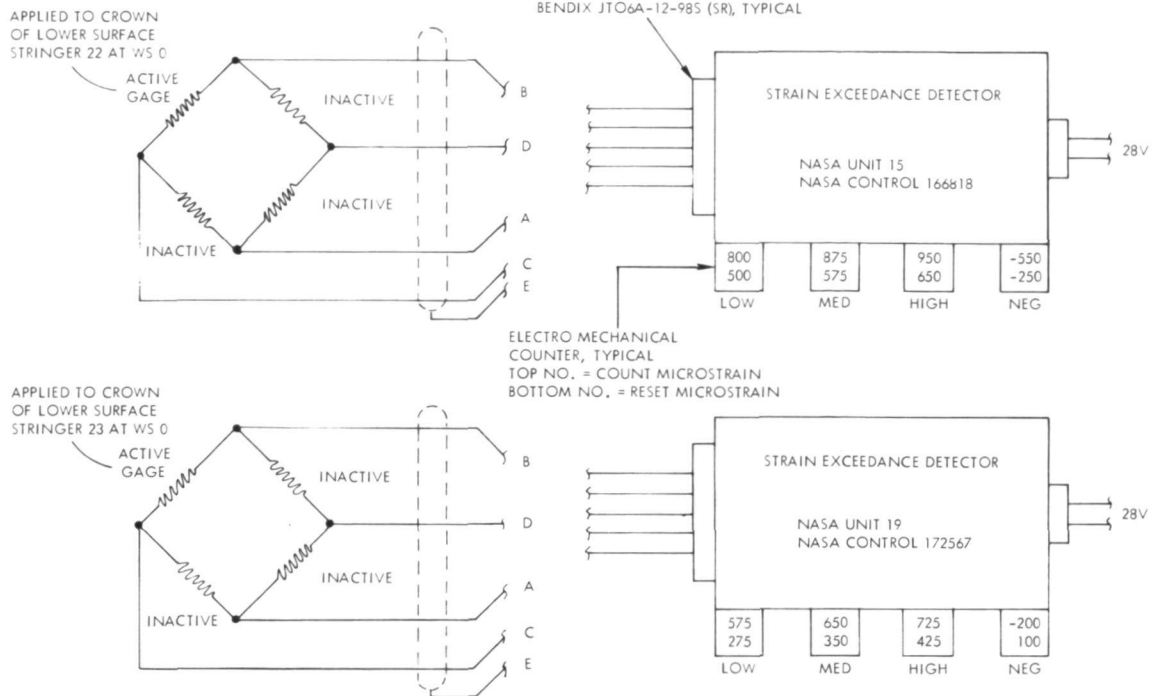 APPLIED TO CROWN
OF LOWER SURFACE
STRINGER 22 AT WS 0
ACTIVE
GAGE
INACTIVE
INACTIVE
INACTIVE
B
D
A
C
E
BENDIX JTO6A-12-98S (SR), TYPICAL
STRAIN EXCEEDANCE DETECTOR
NASA UNIT 15
NASA CONTROL 166818
28V
800
500
LOW
875
575
MED
950
650
HIGH
-550
-250
NEG
ELECTRO MECHANICAL
COUNTER, TYPICAL
TOP NO. = COUNT MICROSTRAIN
BOTTOM NO. = RESET MICROSTRAIN
APPLIED TO CROWN
OF LOWER SURFACE
STRINGER 23 AT WS 0
ACTIVE
GAGE
INACTIVE
INACTIVE
INACTIVE
B
D
A
C
E
STRAIN EXCEEDANCE DETECTOR
NASA UNIT 19
NASA CONTROL 172567
28V
575
275
LOW
650
350
MED
725
425
HIGH
-200
100
NEG